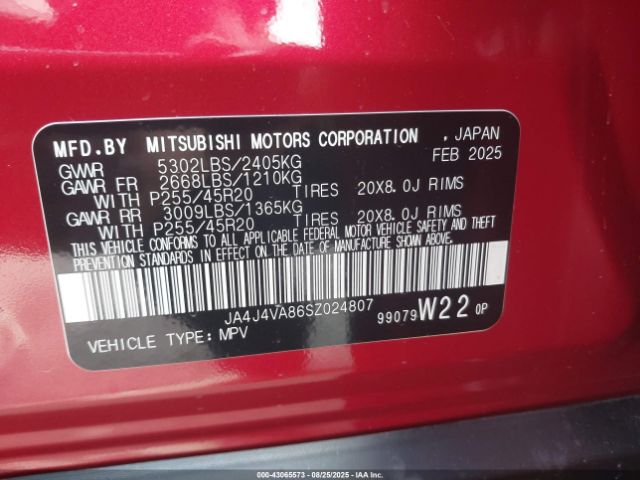 MFD.BY MITSUBISHI MOTORS CORPORATION , JAPAN
GVWR 5302LBS/2405KG FEB 2025
GAWR FR 2668LBS/1210KG
WITH P255/45R20 TIRES 20X8.0J RIMS
GAWR RR 3009LBS/1365KG
WITH P255/45R20 TIRES 20X8.0J RIMS
THIS VEHICLE CONFORMS TO ALL APPLICABLE FEDERAL MOTOR VEHICLE SAFETY AND THEFT
PREVENTION STANDARDS IN EFFECT ON THE DATE OF MANUFACTURE SHOWN ABOVE.
JA4J4VA86SZ024807
99079 W22 0P
VEHICLE TYPE: MPV
000-43065573 - 08/25/2025 - COPART.COM